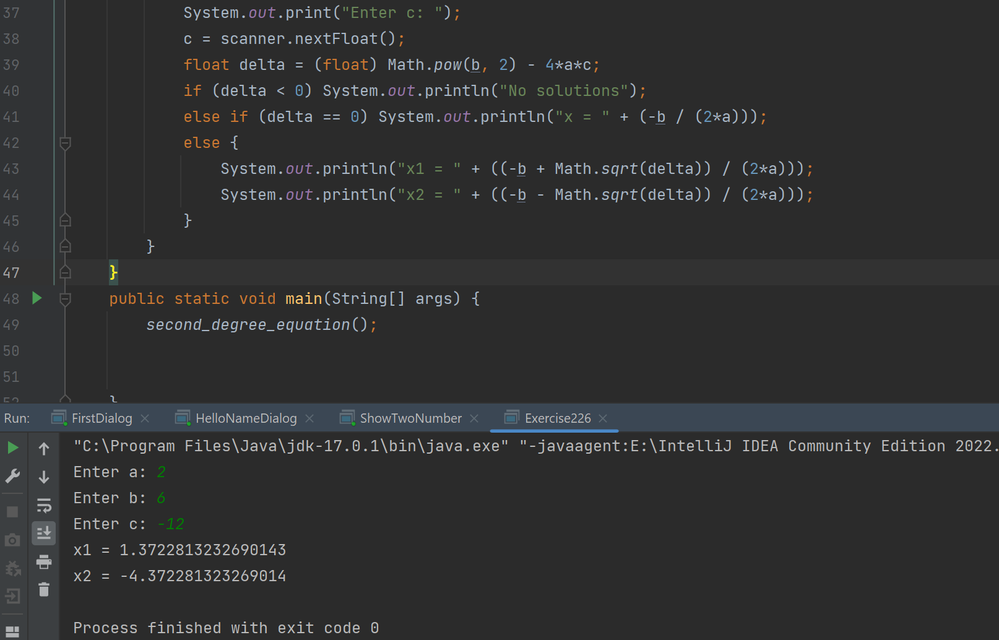 37 System.out.print("Enter c: ");
38 c = scanner.nextFloat();
39 float delta = (float) Math.pow(b, 2) - 4*a*c;
40 if (delta < 0) System.out.println("No solutions");
41 else if (delta == 0) System.out.println("x = " + (-b / (2*a)));
42 else {
43 System.out.println("x1 = " + ((-b + Math.sqrt(delta)) / (2*a)));
44 System.out.println("x2 = " + ((-b - Math.sqrt(delta)) / (2*a)));
45 }
46 }
47 }
48 public static void main(String[] args) {
49 second_degree_equation();
50
51
52 }
Run: FirstDialog HelloNameDialog ShowTwoNumber Exercise226
"C:\Program Files\Java\jdk-17.0.1\bin\java.exe" "-javaagent:E:\IntelliJ IDEA Community Edition 2022.
Enter a: 2
Enter b: 6
Enter c: -12
x1 = 1.3722813232690143
x2 = -4.372281323269014
Process finished with exit code 0